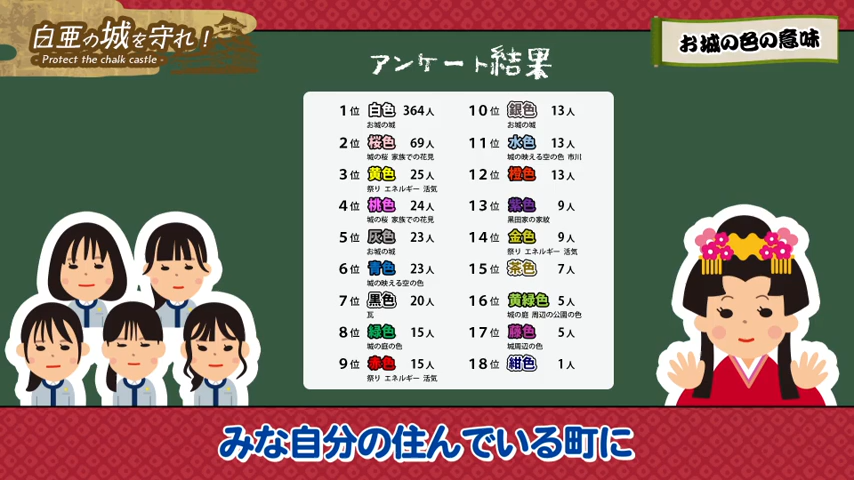 白亜の城を守れ！
- Protect the chalk castle -
お城の色の意味
アンケート結果
1位 白色 364人
お城の城
2位 桜色 69人
城の桜 家族での花見
3位 黄色 25人
祭り エネルギー 活気
4位 桃色 24人
城の桜 家族での花見
5位 灰色 23人
お城の城
6位 青色 23人
城の映える空の色
7位 黒色 20人
瓦
8位 緑色 15人
城の庭の色
9位 赤色 15人
祭り エネルギー 活気
10位 銀色 13人
お城の城
11位 水色 13人
城の映える空の色 市川
12位 橙色 13人
13位 紫色 9人
黒田家の家紋
14位 金色 9人
祭り エネルギー 活気
15位 茶色 7人
16位 黄緑色 5人
城の庭 周辺の公園の色
17位 藤色 5人
城周辺の色
18位 紺色 1人
みな自分の住んでいる町に